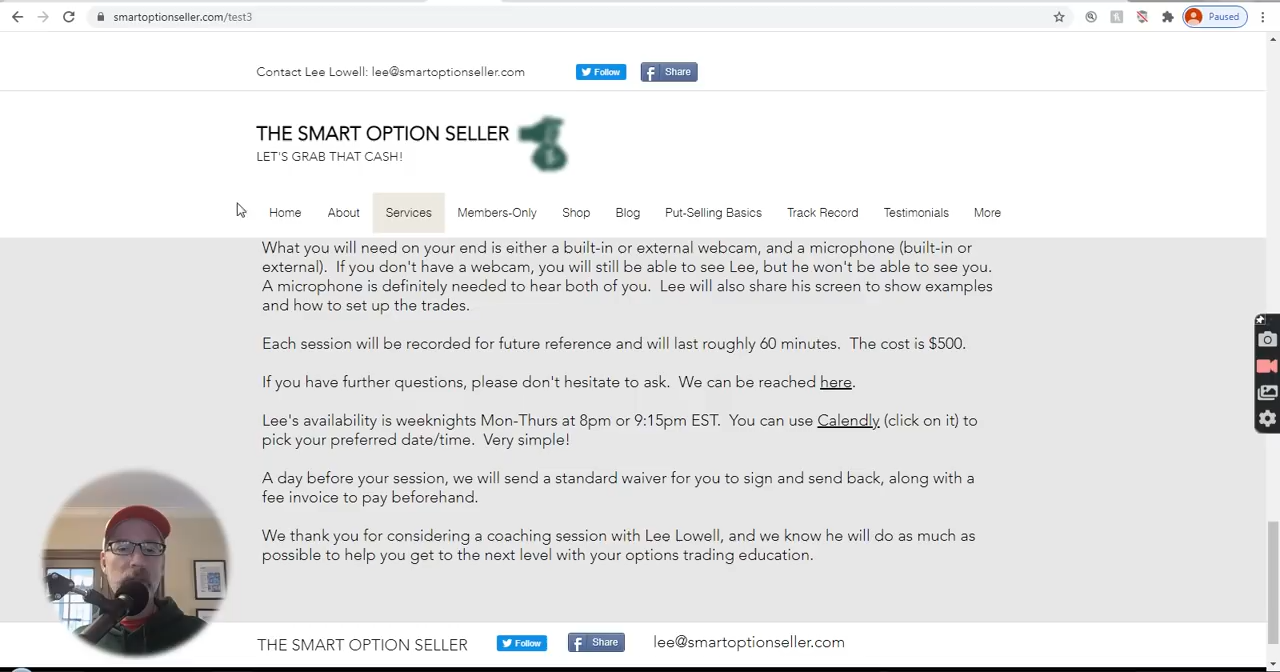 smartoptionseller.com/test3
Paused
Contact Lee Lowell: lee@smartoptionseller.com
Follow
Share
THE SMART OPTION SELLER
LET'S GRAB THAT CASH!
Home
About
Services
Members-Only
Shop
Blog
Put-Selling Basics
Track Record
Testimonials
More
What you will need on your end is either a built-in or external webcam, and a microphone (built-in or
external).  If you don't have a webcam, you will still be able to see Lee, but he won't be able to see you.
A microphone is definitely needed to hear both of you.  Lee will also share his screen to show examples
and how to set up the trades.
Each session will be recorded for future reference and will last roughly 60 minutes.  The cost is $500.
If you have further questions, please don't hesitate to ask.  We can be reached here.
Lee's availability is weeknights Mon-Thurs at 8pm or 9:15pm EST.  You can use Calendly (click on it) to
pick your preferred date/time.  Very simple!
A day before your session, we will send a standard waiver for you to sign and send back, along with a
fee invoice to pay beforehand.
We thank you for considering a coaching session with Lee Lowell, and we know he will do as much as
possible to help you get to the next level with your options trading education.
THE SMART OPTION SELLER
Follow
Share
lee@smartoptionseller.com